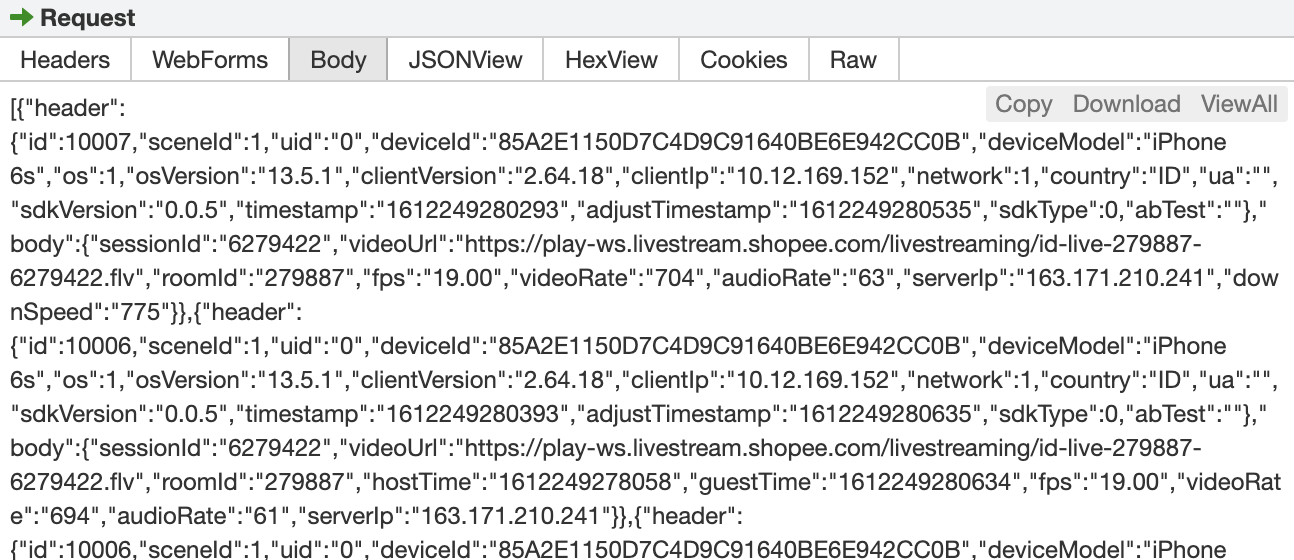 Request
Headers WebForms Body JSONView HexView Cookies Raw
[{"header":
Copy Download ViewAll
{"id":10007,"sceneId":1,"uid":"0","deviceId":"85A2E1150D7C4D9C91640BE6E942CC0B","deviceModel":"iPhone
6s","os":1,"osVersion":"13.5.1","clientVersion":"2.64.18","clientIp":"10.12.169.152","network":1,"country":"ID","ua":"",
"sdkVersion":"0.0.5","timestamp":"1612249280293","adjustTimestamp":"1612249280535","sdkType":0,"abTest":""},"
body":{"sessionId":"6279422","videoUrl":"https://play-ws.livestream.shopee.com/livestreaming/id-live-279887-
6279422.flv","roomId":"279887","fps":"19.00","videoRate":"704","audioRate":"63","serverIp":"163.171.210.241","dow
nSpeed":"775"}},{"header":
{"id":10006,"sceneId":1,"uid":"0","deviceId":"85A2E1150D7C4D9C91640BE6E942CC0B","deviceModel":"iPhone
6s","os":1,"osVersion":"13.5.1","clientVersion":"2.64.18","clientIp":"10.12.169.152","network":1,"country":"ID","ua":"",
"sdkVersion":"0.0.5","timestamp":"1612249280393","adjustTimestamp":"1612249280635","sdkType":0,"abTest":""},"
body":{"sessionId":"6279422","videoUrl":"https://play-ws.livestream.shopee.com/livestreaming/id-live-279887-
6279422.flv","roomId":"279887","hostTime":"1612249278058","guestTime":"1612249280634","fps":"19.00","videoRat
e":"694","audioRate":"61","serverIp":"163.171.210.241"}},{"header":
{"id":10006,"sceneId":1,"uid":"0","deviceId":"85A2E1150D7C4D9C91640BE6E942CC0B","deviceModel":"iPhone